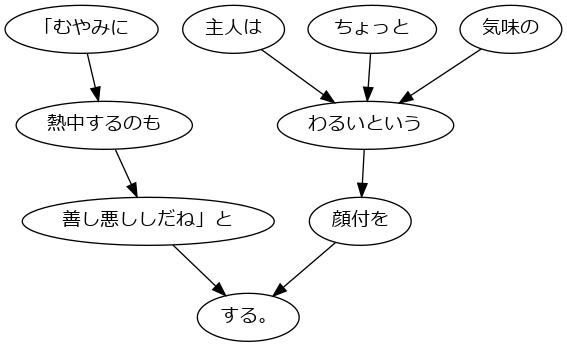 「むやみに 主人は ちょっと 気味の
熱中するのも わるいという
善し悪ししだね」と 顔付を
する。